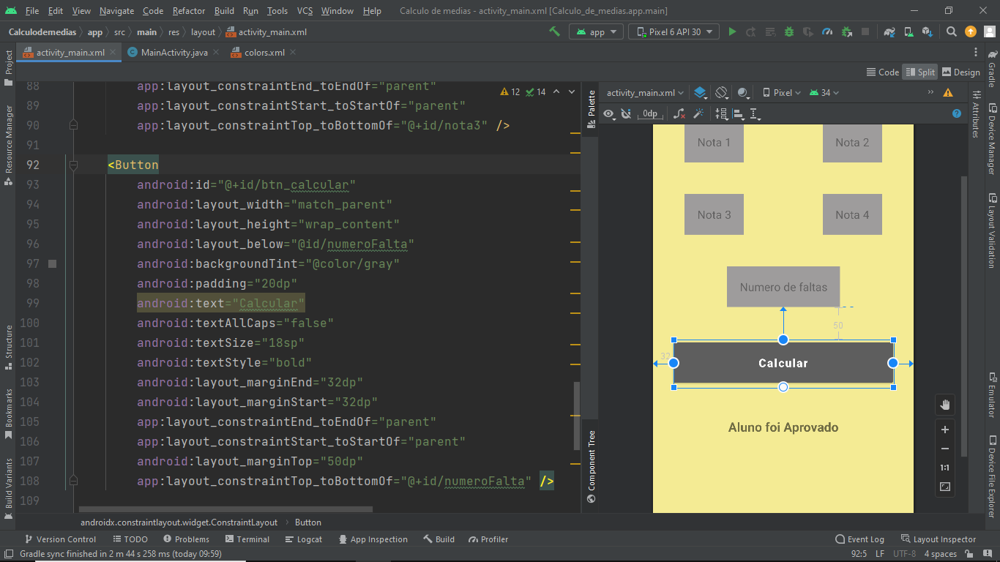 File Edit View Navigate Code Refactor Build Run Tools VCS Window Help Calculo de medias - activity_main.xml [Calculo_de_medias.app.main]
Calculodemedias app src main res layout activity_main.xml app Pixel 6 API 30
activity_main.xml MainActivity.java colors.xml
Code Split Design
Project
Resource Manager
Structure
Bookmarks
Build Variants
12 14
88 app:layout_constraintEnd_toEndOf="parent"
89 app:layout_constraintStart_toStartOf="parent"
90 app:layout_constraintTop_toBottomOf="@+id/nota3" />
91
92 <Button
93 android:id="@+id/btn_calcular"
94 android:layout_width="match_parent"
95 android:layout_height="wrap_content"
96 android:layout_below="@id/numeroFalta"
97 android:backgroundTint="@color/gray"
98 android:padding="20dp"
99 android:text="Calcular"
100 android:textAllCaps="false"
101 android:textSize="18sp"
102 android:textStyle="bold"
103 android:layout_marginEnd="32dp"
104 android:layout_marginStart="32dp"
105 app:layout_constraintEnd_toEndOf="parent"
106 app:layout_constraintStart_toStartOf="parent"
107 android:layout_marginTop="50dp"
108 app:layout_constraintTop_toBottomOf="@+id/numeroFalta" />
109
Palette
Component Tree
activity_main.xml Pixel 34
0dp
Nota 1 Nota 2
Nota 3 Nota 4
Numero de faltas
50
32
Calcular
Aluno foi Aprovado
1:1
Attributes
Gradle
Device Manager
Layout Validation
Emulator
Device File Explorer
androidx.constraintlayout.widget.ConstraintLayout Button
Version Control TODO Problems Terminal Logcat App Inspection Build Profiler Event Log Layout Inspector
Gradle sync finished in 2 m 44 s 258 ms (today 09:59) 92:5 LF UTF-8 4 spaces